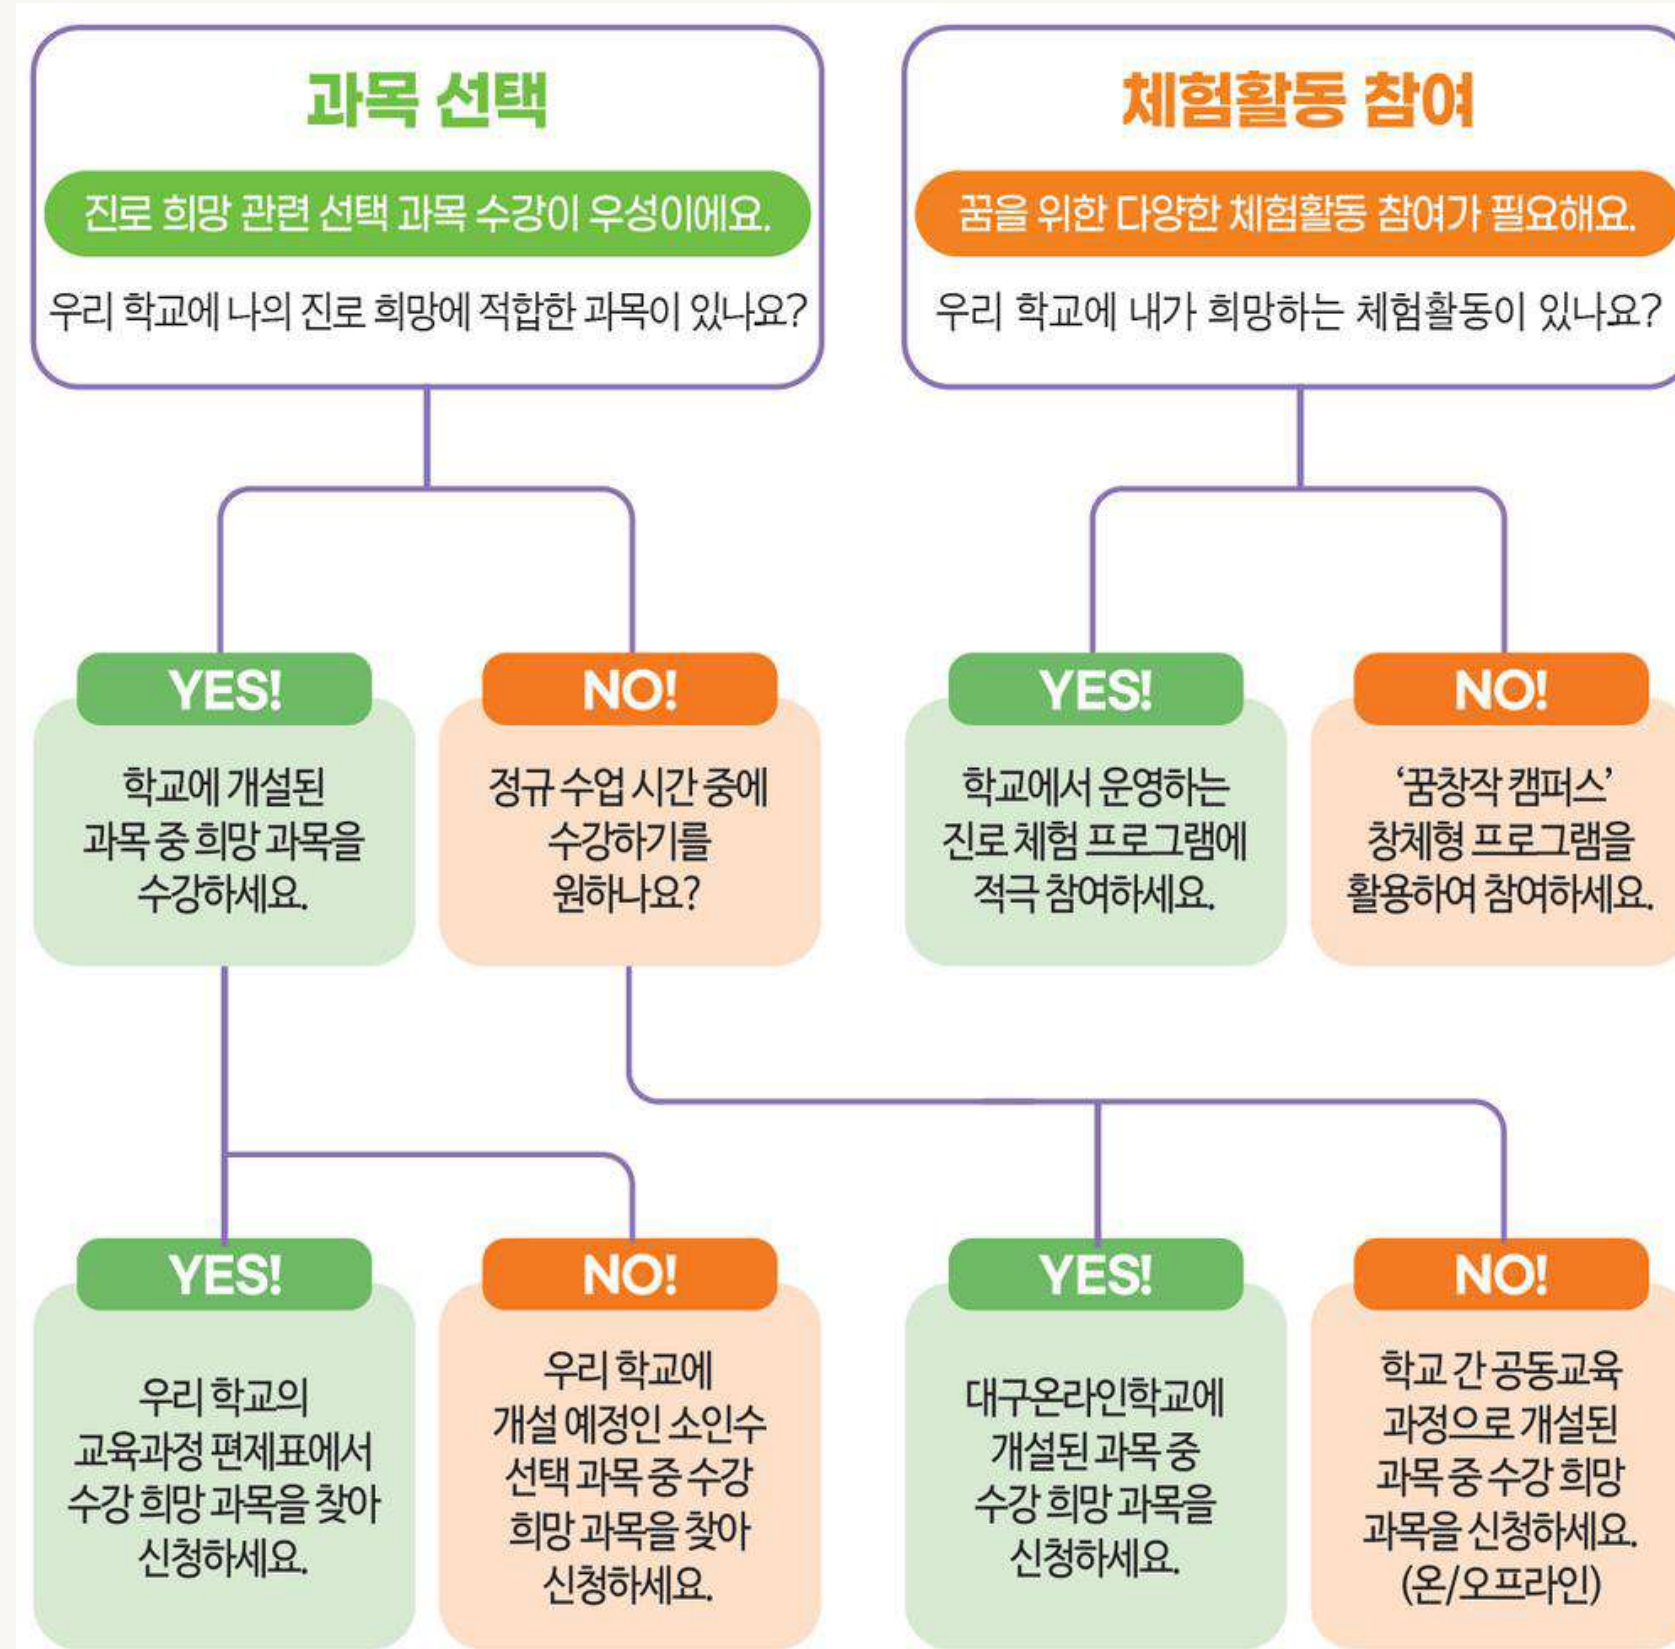 과목 선택
진로 희망 관련 선택 과목 수강이 우성이에요.
우리 학교에 나의 진로 희망에 적합한 과목이 있나요?
체험활동 참여
꿈을 위한 다양한 체험활동 참여가 필요해요.
우리 학교에 내가 희망하는 체험활동이 있나요?
YES!
학교에 개설된
과목 중 희망 과목을
수강하세요.
NO!
정규 수업 시간 중에
수강하기를
원하나요?
YES!
학교에서 운영하는
진로 체험 프로그램에
적극 참여하세요.
NO!
‘꿈창작 캠퍼스’
창체형 프로그램을
활용하여 참여하세요.
YES!
우리 학교의
교육과정 편제표에서
수강 희망 과목을 찾아
신청하세요.
NO!
우리 학교에
개설 예정인 소인수
선택 과목 중 수강
희망 과목을 찾아
신청하세요.
YES!
대구온라인학교에
개설된 과목 중
수강 희망 과목을
신청하세요.
NO!
학교 간 공동교육
과정으로 개설된
과목 중 수강 희망
과목을 신청하세요.
(온/오프라인)